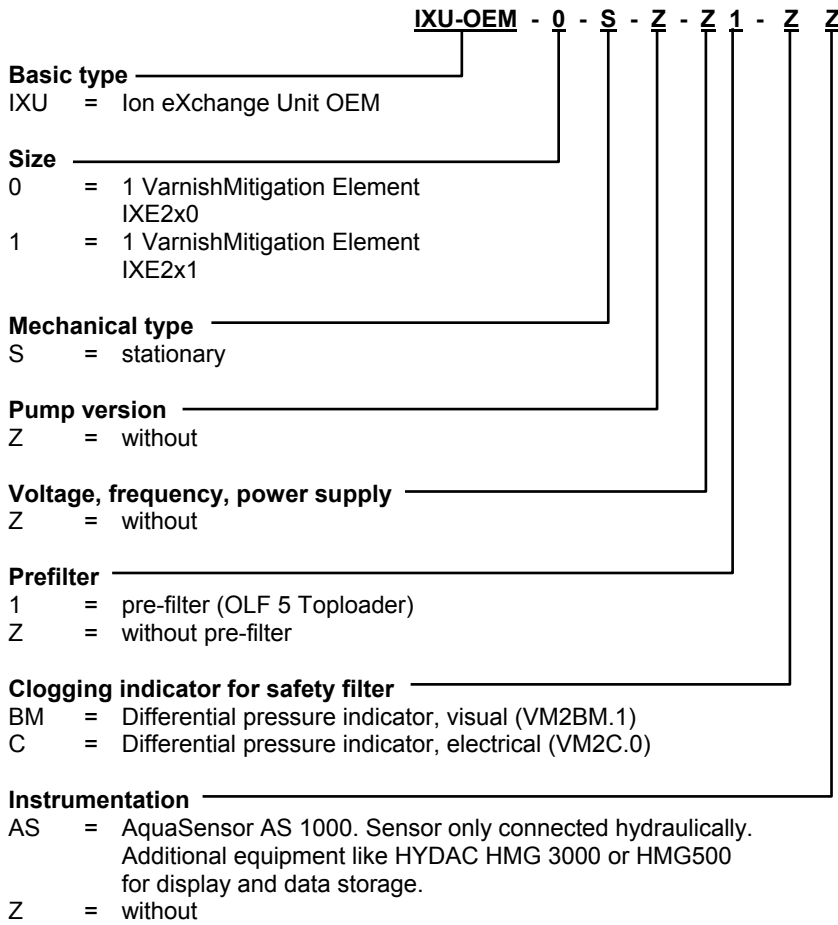 IXU-OEM - 0 - S - Z - Z 1 - Z Z
Basic type
IXU = Ion eXchange Unit OEM
Size
0 = 1 VarnishMitigation Element
IXE2x0
1 = 1 VarnishMitigation Element
IXE2x1
Mechanical type
S = stationary
Pump version
Z = without
Voltage, frequency, power supply
Z = without
Prefilter
1 = pre-filter (OLF 5 Toploader)
Z = without pre-filter
Clogging indicator for safety filter
BM = Differential pressure indicator, visual (VM2BM.1)
C = Differential pressure indicator, electrical (VM2C.0)
Instrumentation
AS = AquaSensor AS 1000. Sensor only connected hydraulically.
Additional equipment like HYDAC HMG 3000 or HMG500
for display and data storage.
Z = without